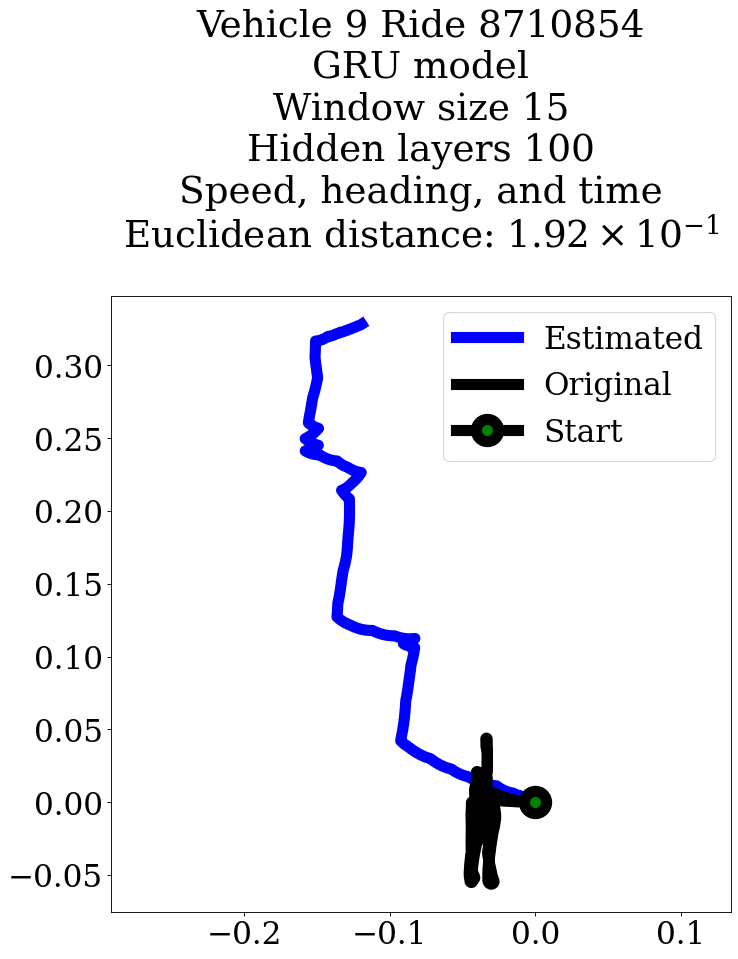 Vehicle 9 Ride 8710854
GRU model
Window size 15
Hidden layers 100
Speed, heading, and time
Euclidean distance: 1.92 × 10⁻¹
Estimated
Original
Start
0.30
0.25
0.20
0.15
0.10
0.05
0.00
−0.05
−0.2 −0.1 0.0 0.1